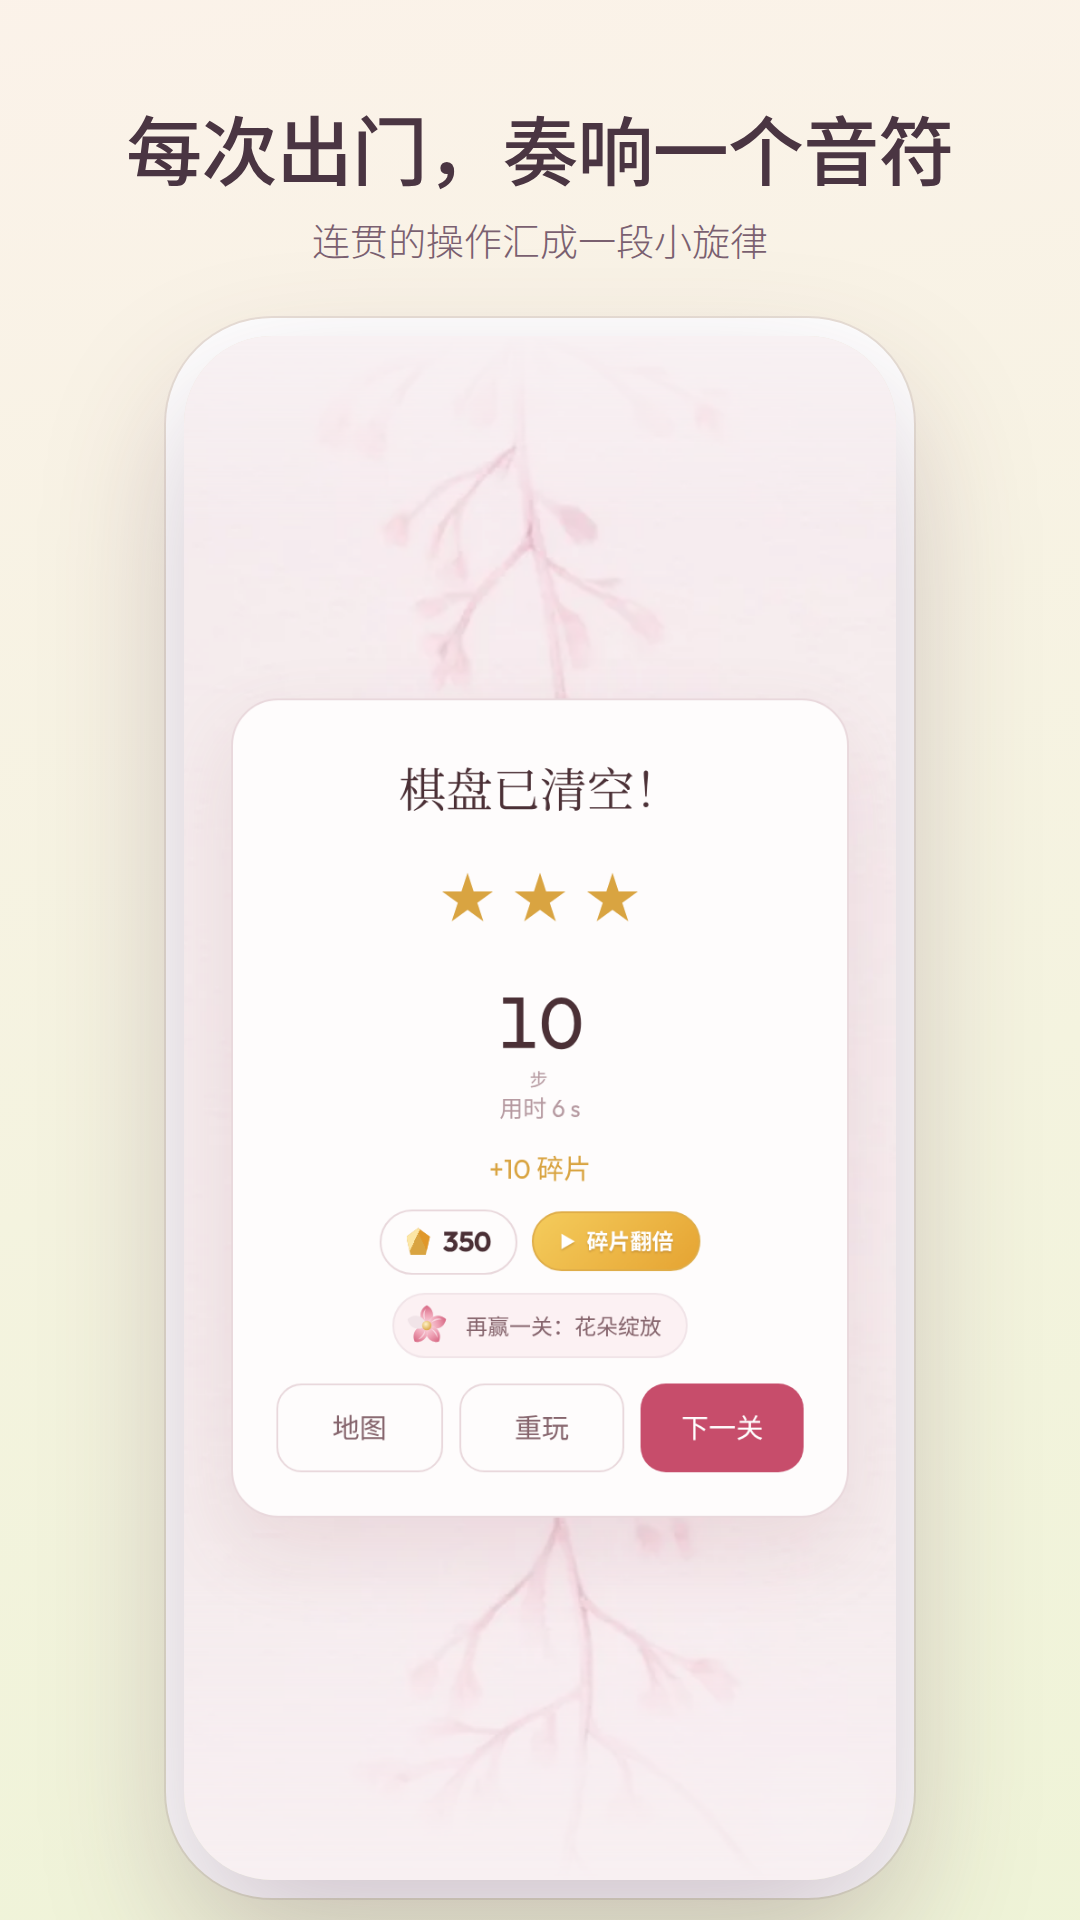 每次出门，奏响一个音符
连贯的操作汇成一段小旋律
棋盘已清空！
10
步
用时 6 s
+10 碎片
350
碎片翻倍
再赢一关：花朵绽放
地图
重玩
下一关